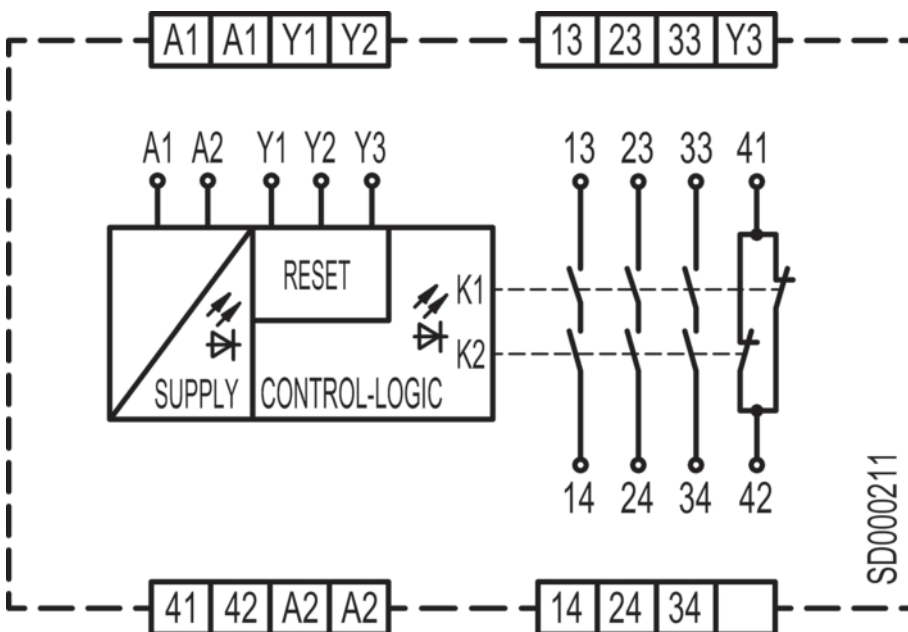 A1 A1 Y1 Y2 13 23 33 Y3
A1 A2 Y1 Y2 Y3 13 23 33 41
RESET
K1
K2
SUPPLY CONTROL-LOGIC
14 24 34 42
SD000211
41 42 A2 A2 14 24 34